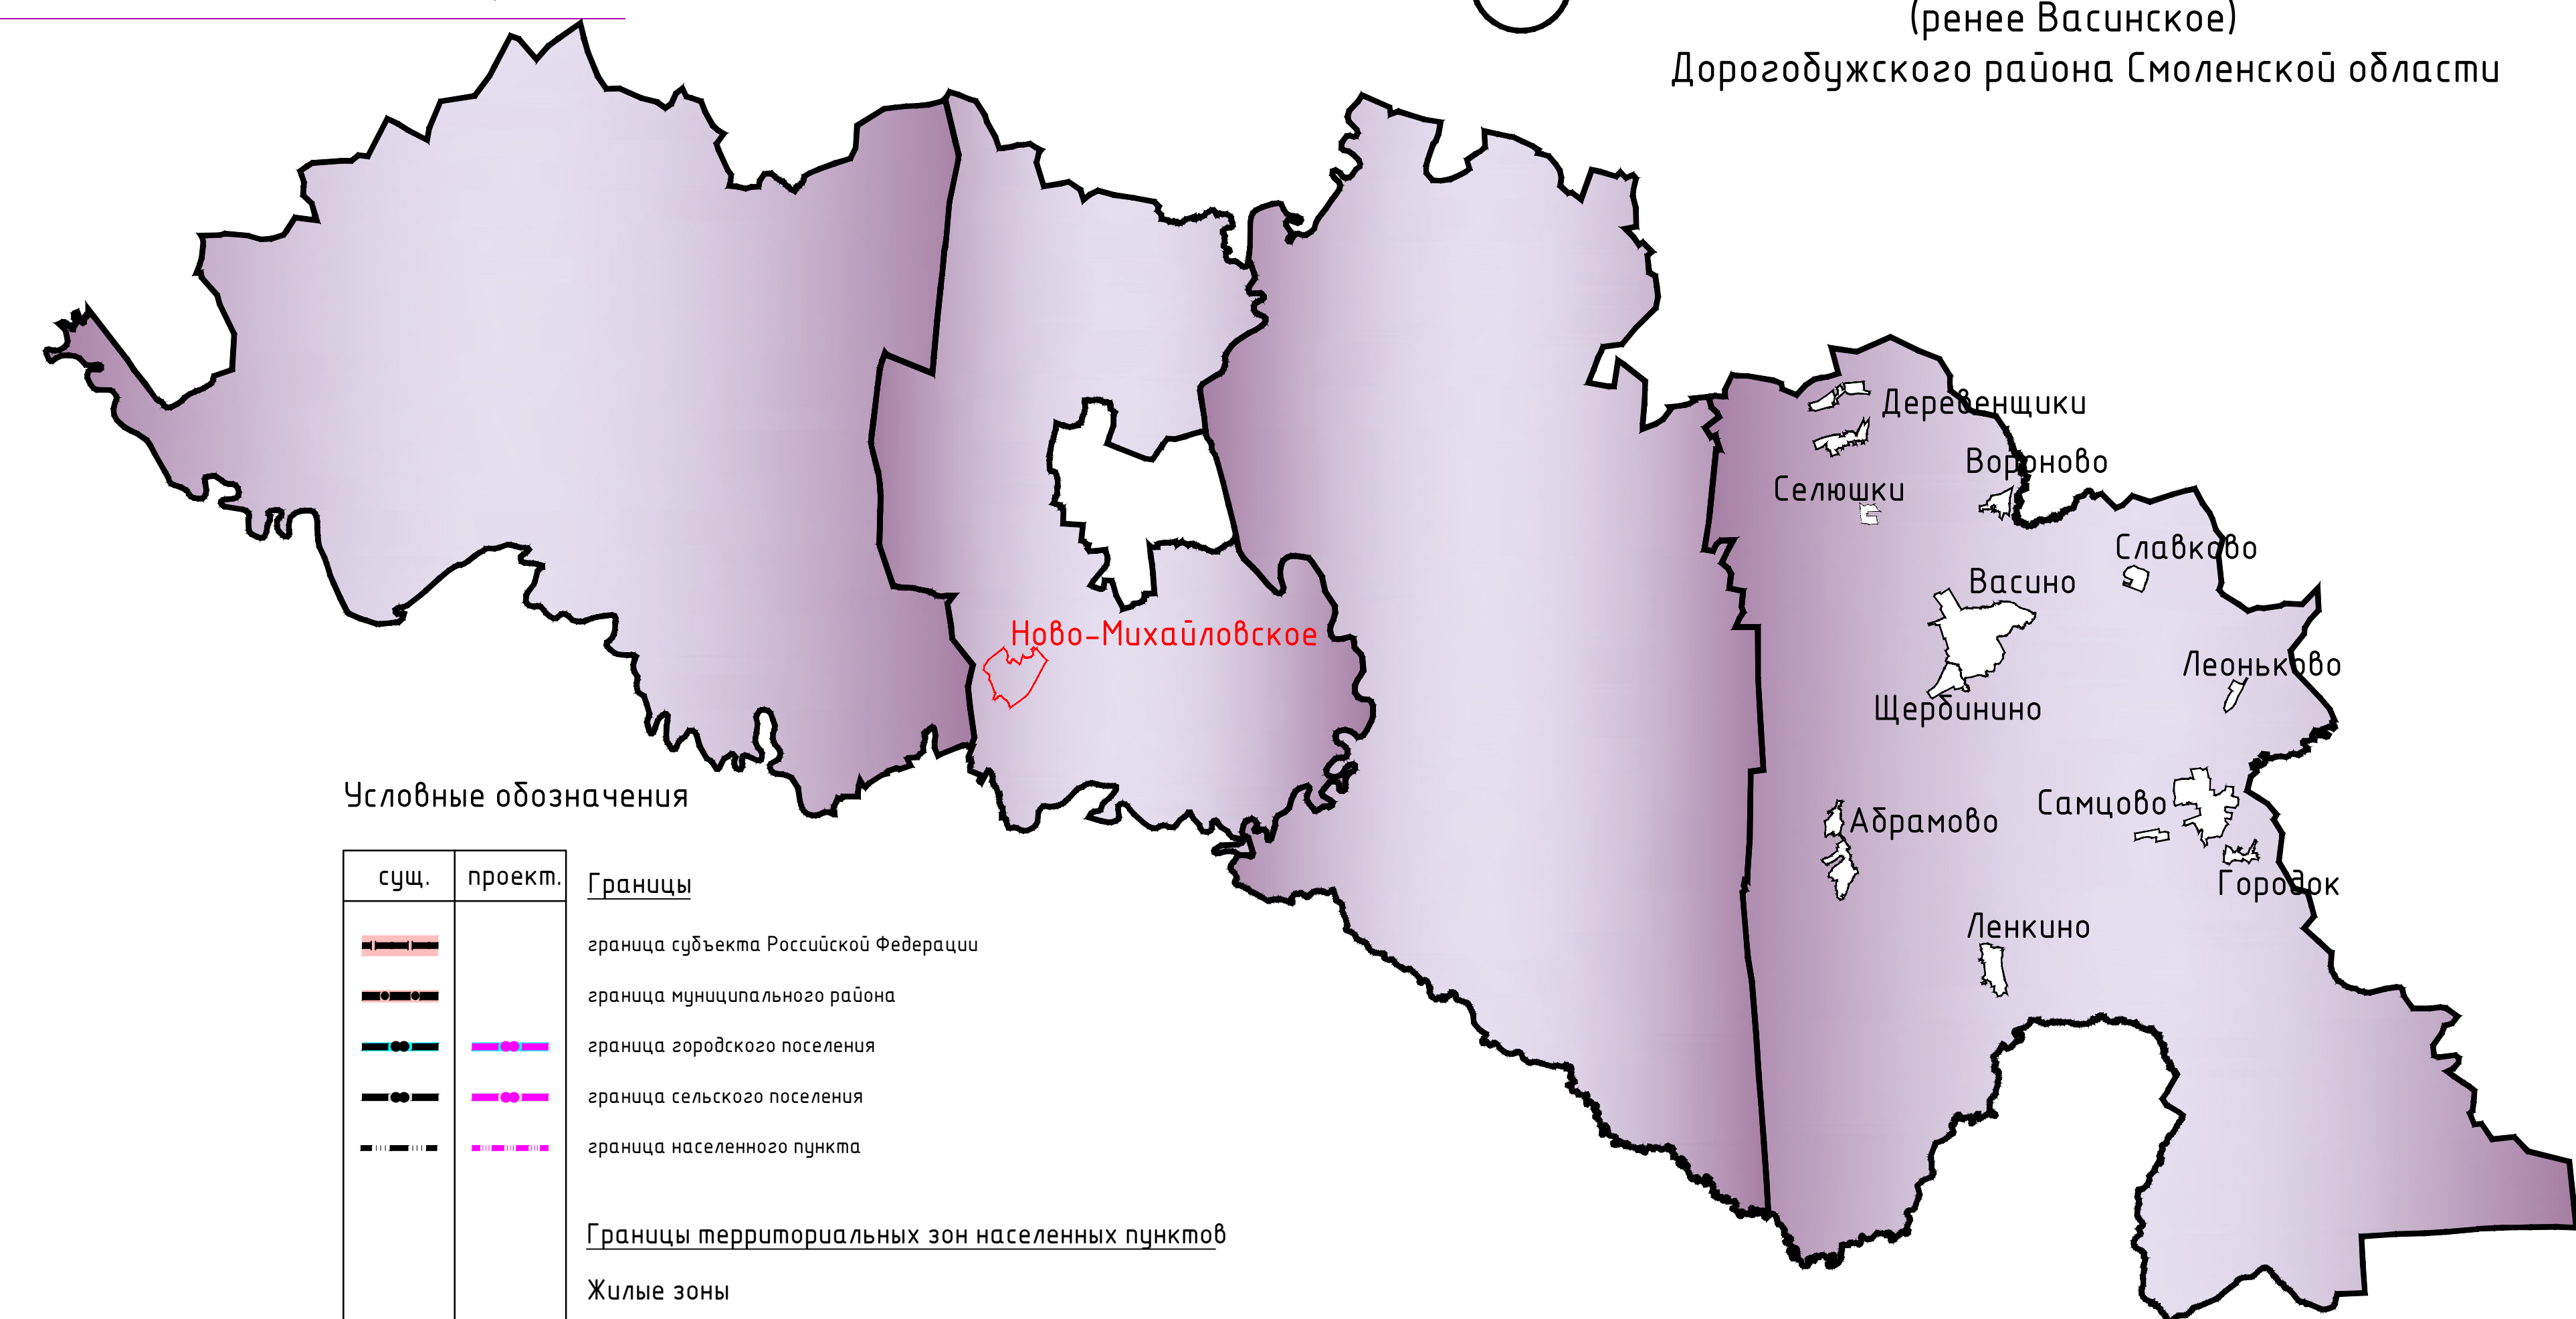 (ренее Васинское)
Дорогобужского района Смоленской области
Деревенщики
Вороново
Селюшки
Славково
Васино
Ново-Михайловское
Леоньково
Щербинино
Самцово
Абрамово
Городок
Ленкино
Условные обозначения
сущ. проект.
Границы
граница субъекта Российской Федерации
граница муниципального района
граница городского поселения
граница сельского поселения
граница населенного пункта
Границы территориальных зон населенных пунктов
Жилые зоны